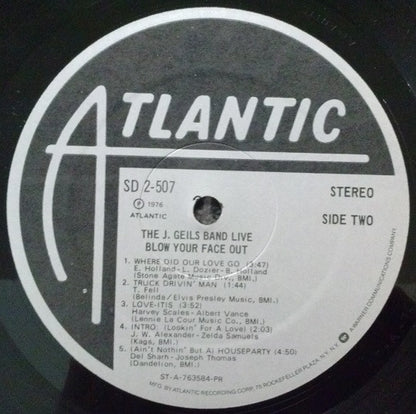 ATLANTIC
SD 2-507
STEREO
℗ 1976
ATLANTIC
SIDE TWO
THE J. GEILS BAND LIVE
BLOW YOUR FACE OUT
1. WHERE DID OUR LOVE GO (3:47)
E. Holland-L. Dozier-B. Holland
(Stone Agate Music Div., BMI.)
2. TRUCK DRIVIN' MAN (1:44)
T. Fell
(Belinda/Elvis Presley Music, BMI.)
3. LOVE-ITIS (3:52)
Harvey Scales-Albert Vance
(Lennie La Cour Music Co., BMI.)
4. INTRO: (Lookin' For A Love) (2:03)
J. W. Alexander-Zelda Samuels
(Kags, BMI.)
5. (Ain't Nothin' But A) HOUSEPARTY (4:50)
Del Sharh-Joseph Thomas
(Dandelion, BMI.)
ST-A-763584-PR
MFG. BY ATLANTIC RECORDING CORP., 75 ROCKEFELLER PLAZA, N.Y., N.Y.
A WARNER COMMUNICATIONS COMPANY